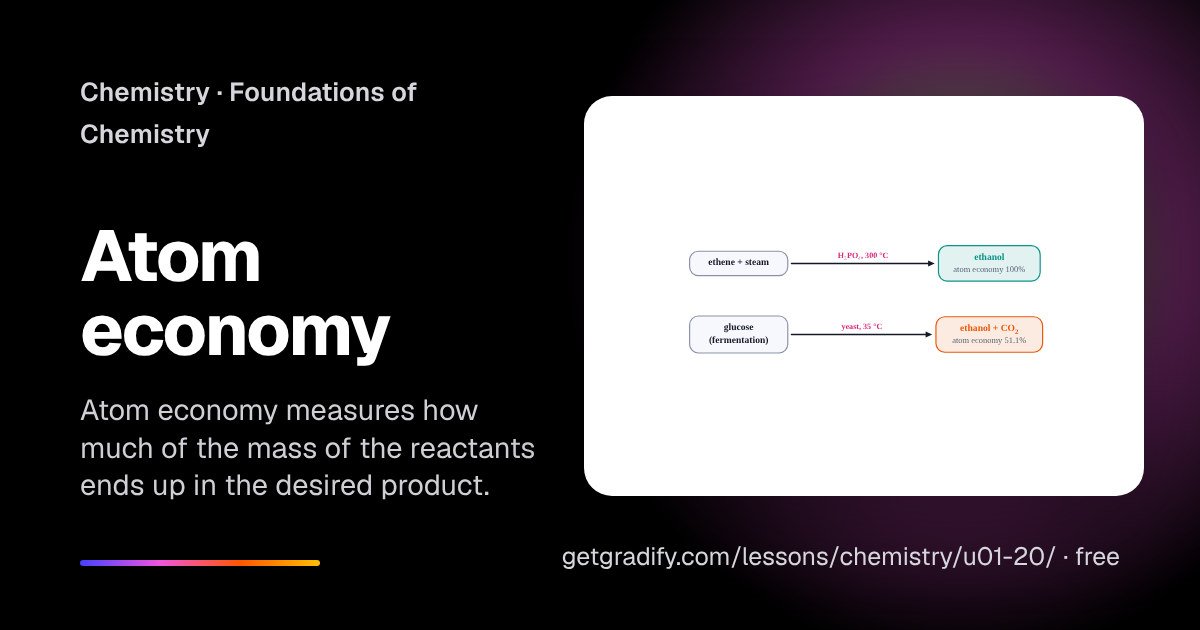 Chemistry · Foundations of
Chemistry
Atom
economy
Atom economy measures how
much of the mass of the reactants
ends up in the desired product.
ethene + steam
H₃PO₄, 300 °C
ethanol
atom economy 100%
glucose
(fermentation)
yeast, 35 °C
ethanol + CO₂
atom economy 51.1%
getgradify.com/lessons/chemistry/u01-20/ · free